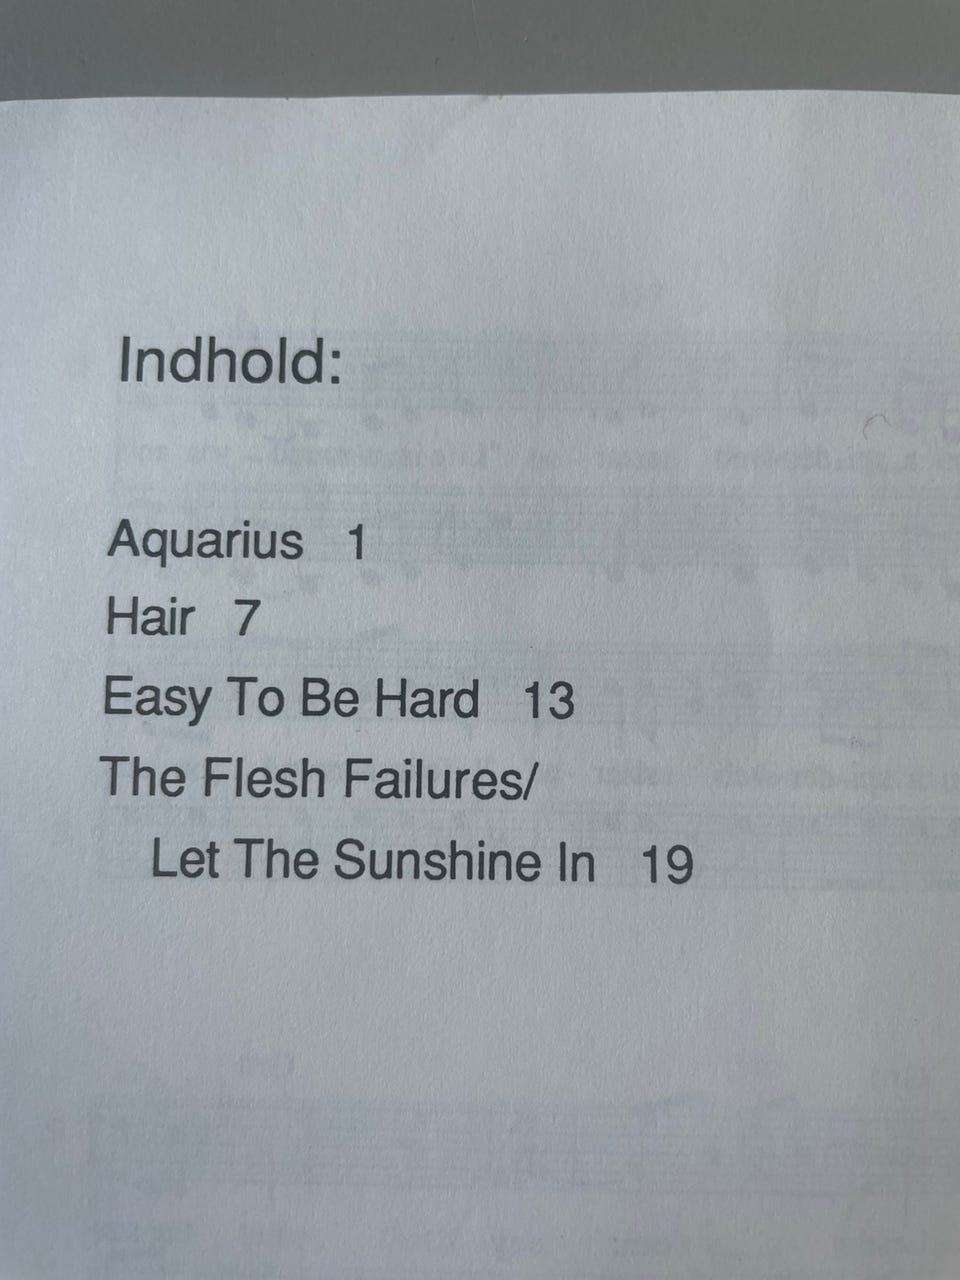 Indhold:
Aquarius 1
Hair 7
Easy To Be Hard 13
The Flesh Failures/
Let The Sunshine In 19